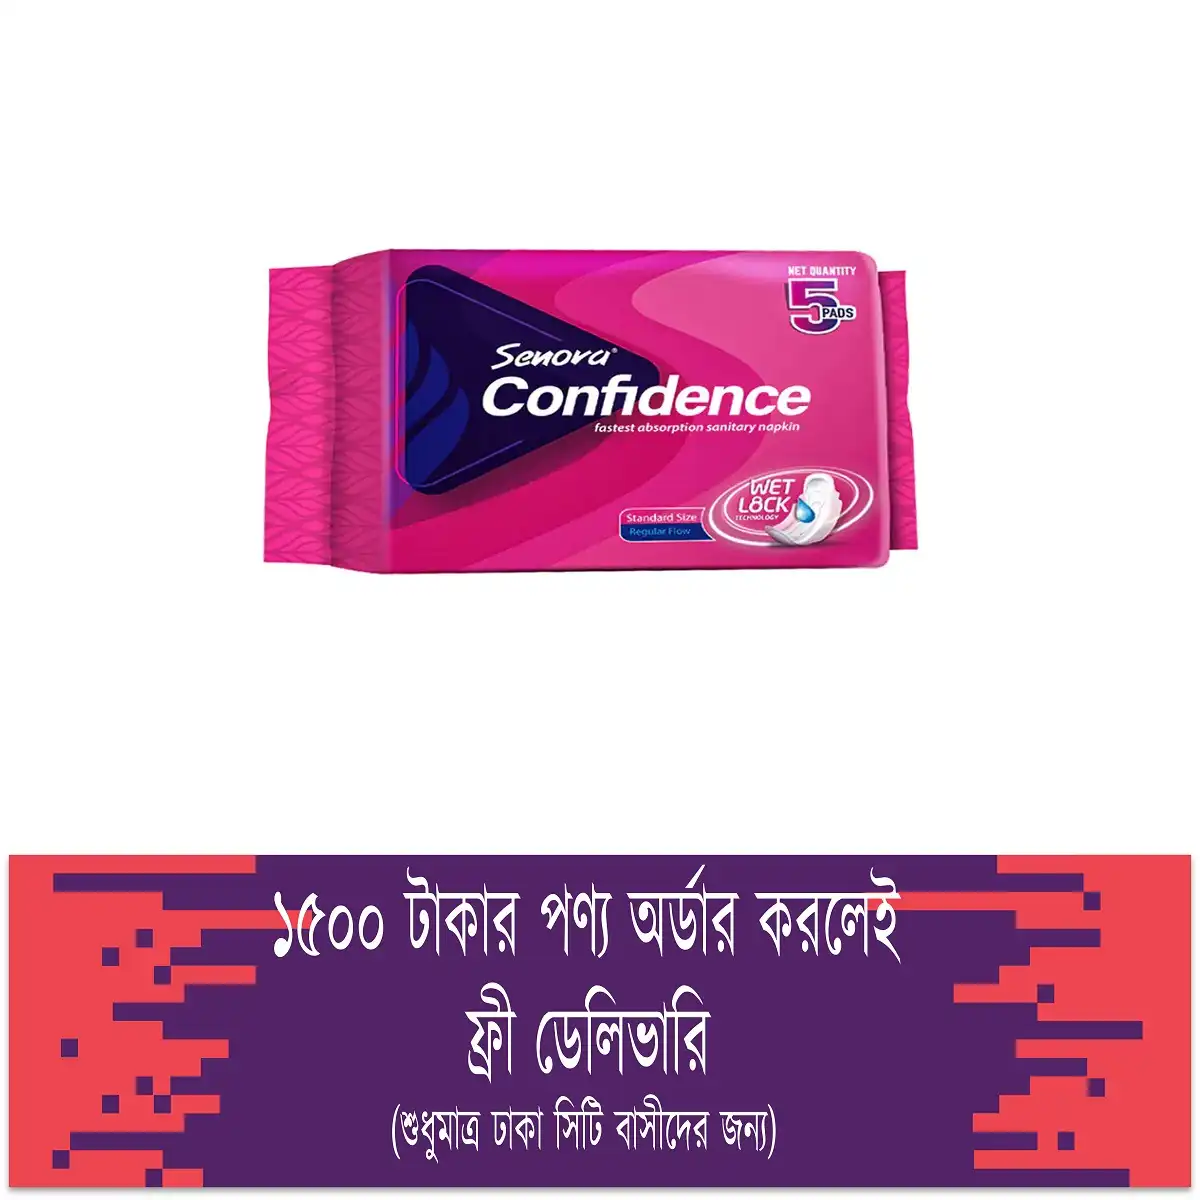 NET QUANTITY
5
PADS
Senora®
Confidence
fastest absorption sanitary napkin
WET
LOCK
TECHNOLOGY
Standard Size
Regular Flow
১৫০০ টাকার পণ্য অর্ডার করলেই
ফ্রী ডেলিভারি
(শুধুমাত্র ঢাকা সিটি বাসীদের জন্য)